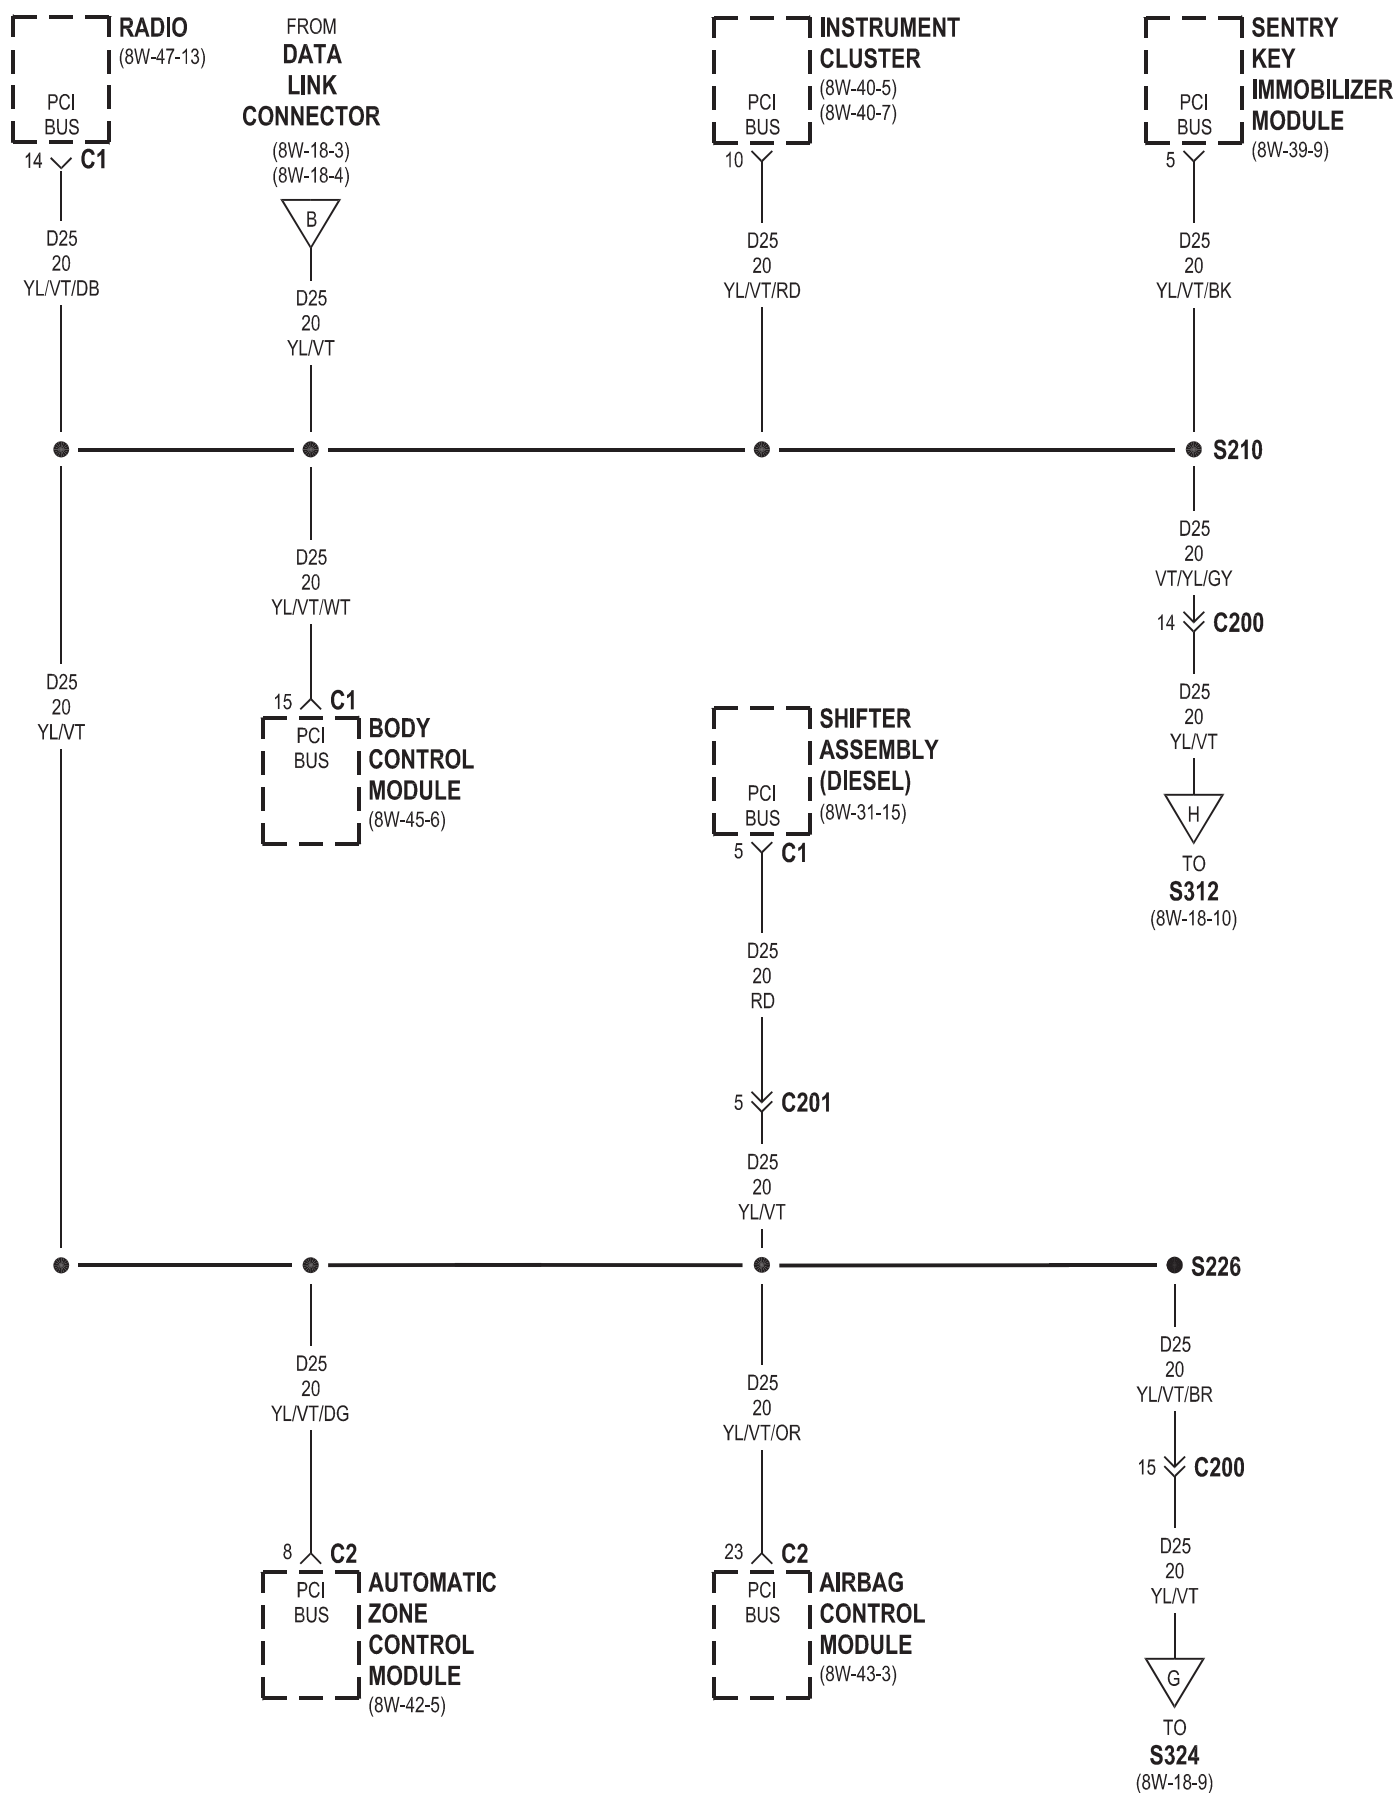 RADIO
(8W-47-13)
PCI
BUS
14 C1
D25
20
YL/VT/DB
FROM
DATA
LINK
CONNECTOR
(8W-18-3)
(8W-18-4)
B
D25
20
YL/VT
INSTRUMENT
CLUSTER
(8W-40-5)
(8W-40-7)
PCI
BUS
10
D25
20
YL/VT/RD
SENTRY
KEY
IMMOBILIZER
MODULE
(8W-39-9)
PCI
BUS
5
D25
20
YL/VT/BK
S210
D25
20
YL/VT
D25
20
YL/VT/WT
15 C1
PCI
BUS
BODY
CONTROL
MODULE
(8W-45-6)
SHIFTER
ASSEMBLY
(DIESEL)
(8W-31-15)
PCI
BUS
5 C1
D25
20
RD
5 C201
D25
20
YL/VT
D25
20
VT/YL/GY
14 C200
D25
20
YL/VT
H
TO
S312
(8W-18-10)
S226
D25
20
YL/VT/DG
8 C2
PCI
BUS
AUTOMATIC
ZONE
CONTROL
MODULE
(8W-42-5)
D25
20
YL/VT/OR
23 C2
PCI
BUS
AIRBAG
CONTROL
MODULE
(8W-43-3)
D25
20
YL/VT/BR
15 C200
D25
20
YL/VT
G
TO
S324
(8W-18-9)